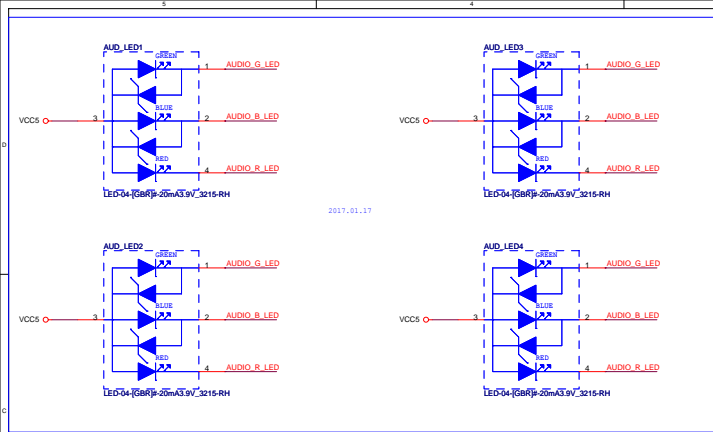 5 4
AUD_LED1
GREEN
1 AUDIO_G_LED
BLUE
VCC5 3 2 AUDIO_B_LED
RED
4 AUDIO_R_LED
LED-04-[GBR]#-20mA3.9V_3215-RH
AUD_LED3
GREEN
1 AUDIO_G_LED
BLUE
VCC5 3 2 AUDIO_B_LED
RED
4 AUDIO_R_LED
LED-04-[GBR]#-20mA3.9V_3215-RH
D
2017.01.17
AUD_LED2
GREEN
1 AUDIO_G_LED
BLUE
VCC5 3 2 AUDIO_B_LED
RED
4 AUDIO_R_LED
LED-04-[GBR]#-20mA3.9V_3215-RH
AUD_LED4
GREEN
1 AUDIO_G_LED
BLUE
VCC5 3 2 AUDIO_B_LED
RED
4 AUDIO_R_LED
LED-04-[GBR]#-20mA3.9V_3215-RH
C